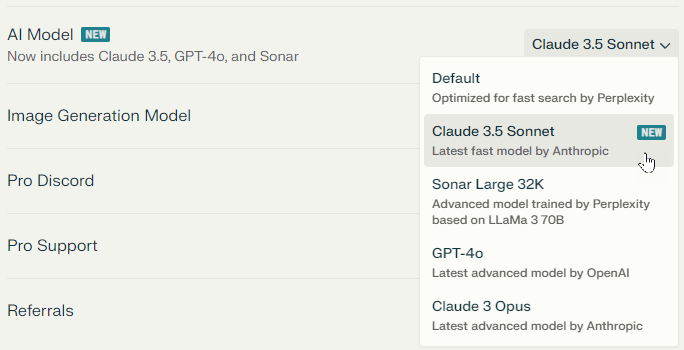 AI Model NEW
Now includes Claude 3.5, GPT-4o, and Sonar
Claude 3.5 Sonnet
Image Generation Model
Pro Discord
Pro Support
Referrals
Default
Optimized for fast search by Perplexity
Claude 3.5 Sonnet NEW
Latest fast model by Anthropic
Sonar Large 32K
Advanced model trained by Perplexity
based on LLaMa 3 70B
GPT-4o
Latest advanced model by OpenAI
Claude 3 Opus
Latest advanced model by Anthropic